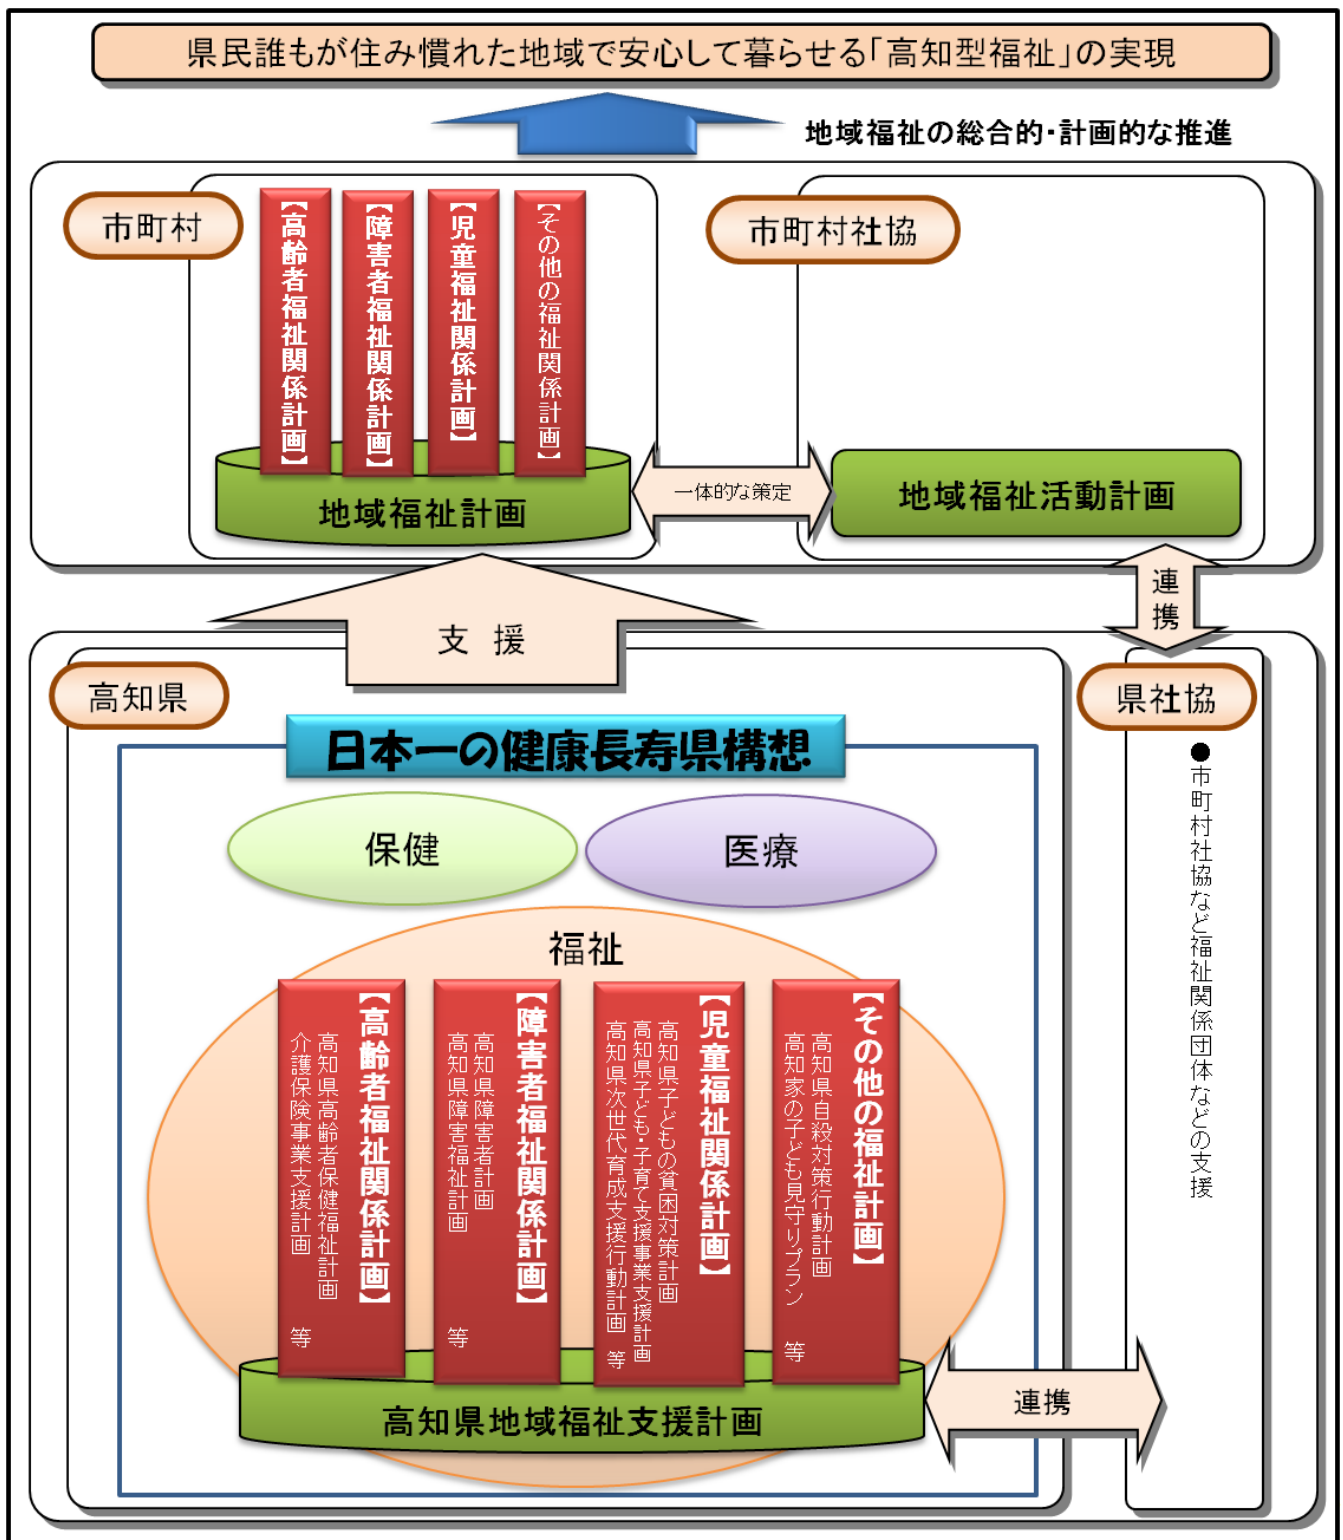 県民誰もが住み慣れた地域で安心して暮らせる「高知型福祉」の実現
地域福祉の総合的・計画的な推進
市町村
【高齢者福祉関係計画】
【障害者福祉関係計画】
【児童福祉関係計画】
【その他の福祉関係計画】
地域福祉計画
一体的な策定
市町村社協
地域福祉活動計画
連携
支 援
高知県
日本一の健康長寿県構想
保健
医療
福祉
【高齢者福祉関係計画】
高知県高齢者保健福祉計画
介護保険事業支援計画 等
【障害者福祉関係計画】
高知県障害者計画
高知県障害福祉計画 等
【児童福祉関係計画】
高知県子どもの貧困対策計画
高知県子ども・子育て支援事業支援計画
高知県次世代育成支援行動計画 等
【その他の福祉計画】
高知県自殺対策行動計画
高知家の子ども見守りプラン 等
高知県地域福祉支援計画
連携
県社協
●市町村社協など福祉関係団体などの支援